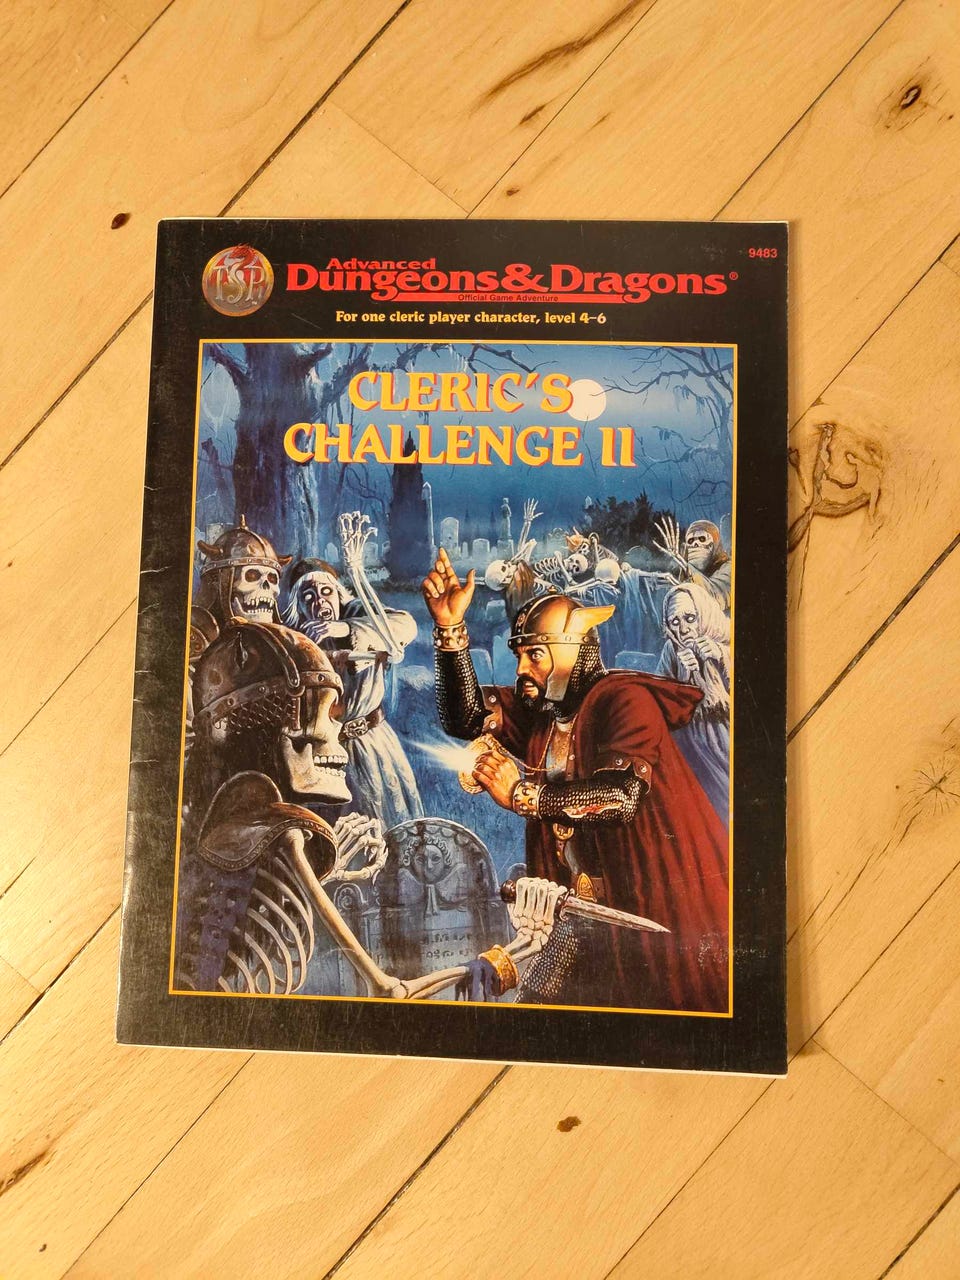 9483
TSR
Advanced
Dungeons & Dragons®
Official Game Adventure
For one cleric player character, level 4–6
CLERIC'S
CHALLENGE II